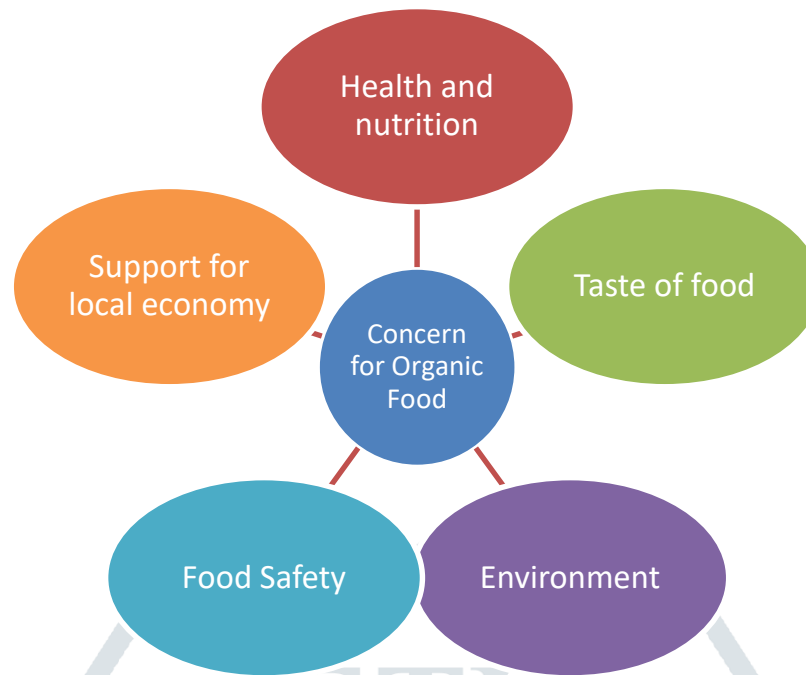 Health and
nutrition
Support for
local economy
Taste of food
Concern
for Organic
Food
Food Safety
Environment